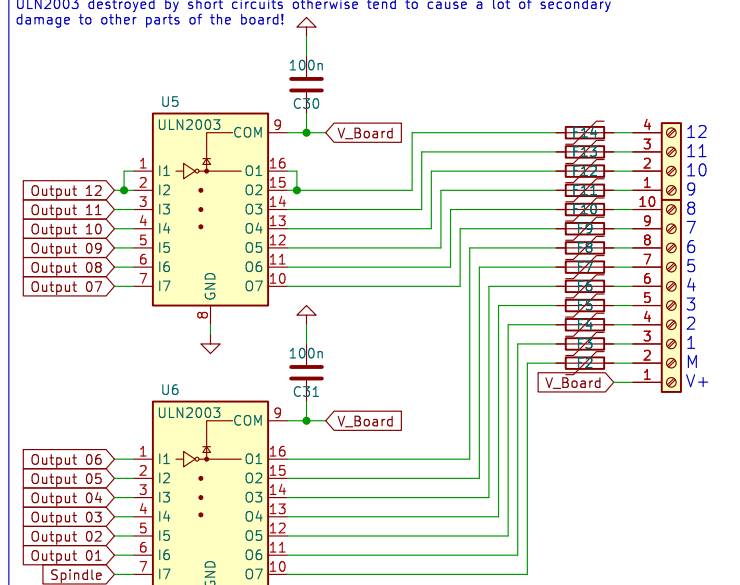 ULN2003 destroyed by short circuits otherwise tend to cause a lot of secondary
damage to other parts of the board!
100n
C30
U5
ULN2003
COM 9 V_Board
Output 12 1 I1 O1 16
2 I2 O2 15
Output 11 3 I3 O3 14
Output 10 4 I4 O4 13
Output 09 5 I5 O5 12
Output 08 6 I6 O6 11
Output 07 7 I7 O7 10
GND
8
F14 4 12
F13 3 11
F12 2 10
F11 1 9
F10 10 8
F9 9 7
F8 8 6
F7 7 5
F6 6 4
F5 5 3
F4 4 2
F3 3 1
F2 2 M
V_Board 1 V+
100n
C31
U6
ULN2003
COM 9 V_Board
Output 06 1 I1 O1 16
Output 05 2 I2 O2 15
Output 04 3 I3 O3 14
Output 03 4 I4 O4 13
Output 02 5 I5 O5 12
Output 01 6 I6 O6 11
Spindle 7 I7 O7 10
GND